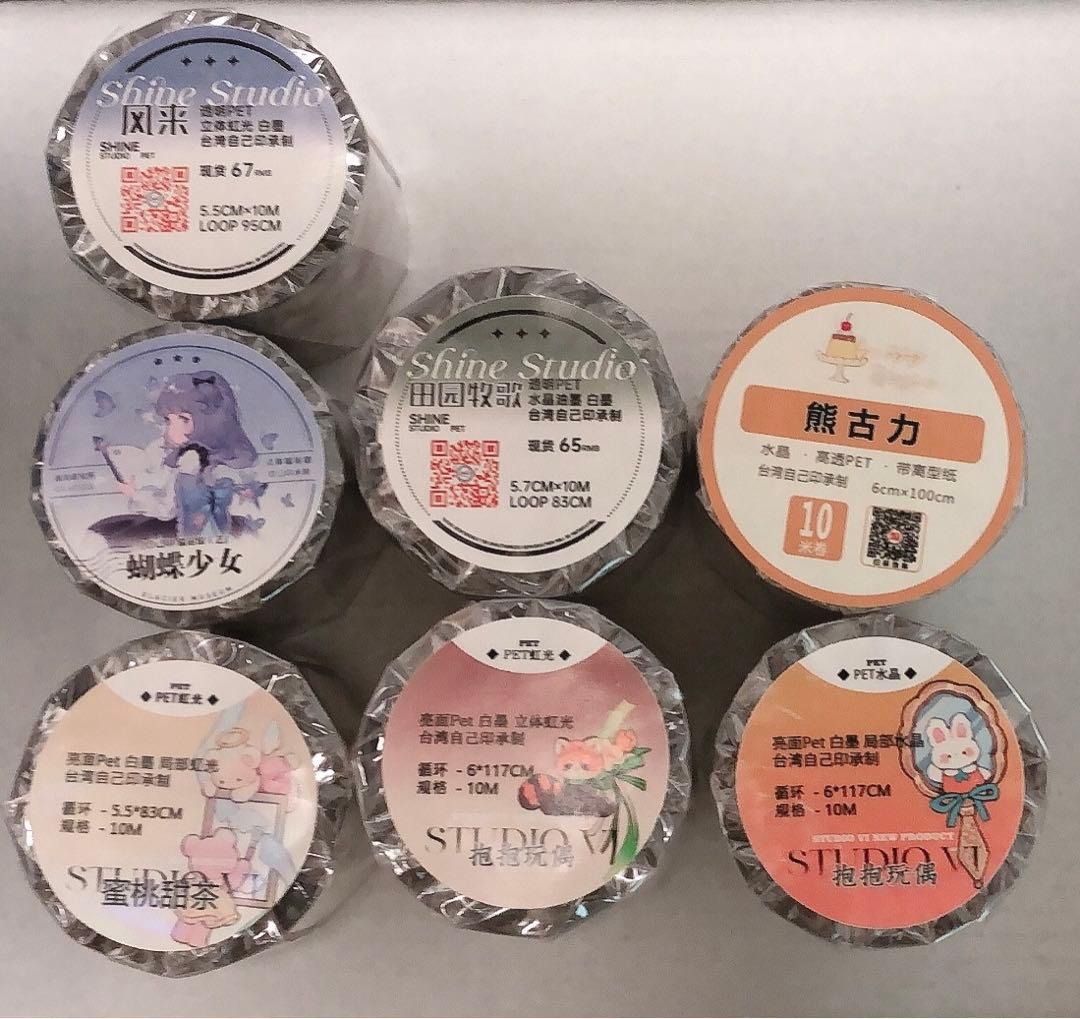 Shine Studio
风来
透明PET
立体虹光 白墨
台湾自己印承制
SHINE
STUDIO PET
现货 67RMB
5.5CM×10M
LOOP 95CM
蝴蝶少女
Shine Studio
田园牧歌
透明PET
水晶油墨 白墨
台湾自己印承制
SHINE
STUDIO PET
现货 65RMB
5.7CM×10M
LOOP 83CM
熊古力
水晶 · 高透PET · 带离型纸
台湾自己印承制 6cm×100cm
10
米卷
PET
◆ PET虹光 ◆
亮面Pet 白墨 局部虹光
台湾自己印承制
循环 - 5.5*83CM
规格 - 10M
STUDIO VI
蜜桃甜茶
PET
◆ PET虹光 ◆
亮面Pet 白墨 立体虹光
台湾自己印承制
循环 - 6*117CM
规格 - 10M
STUDIO VI
抱抱玩偶
PET
◆ PET水晶 ◆
亮面Pet 白墨 局部水晶
台湾自己印承制
循环 - 6*117CM
规格 - 10M
STUDIO VI NEW PRODUCT
STUDIO VI
抱抱玩偶